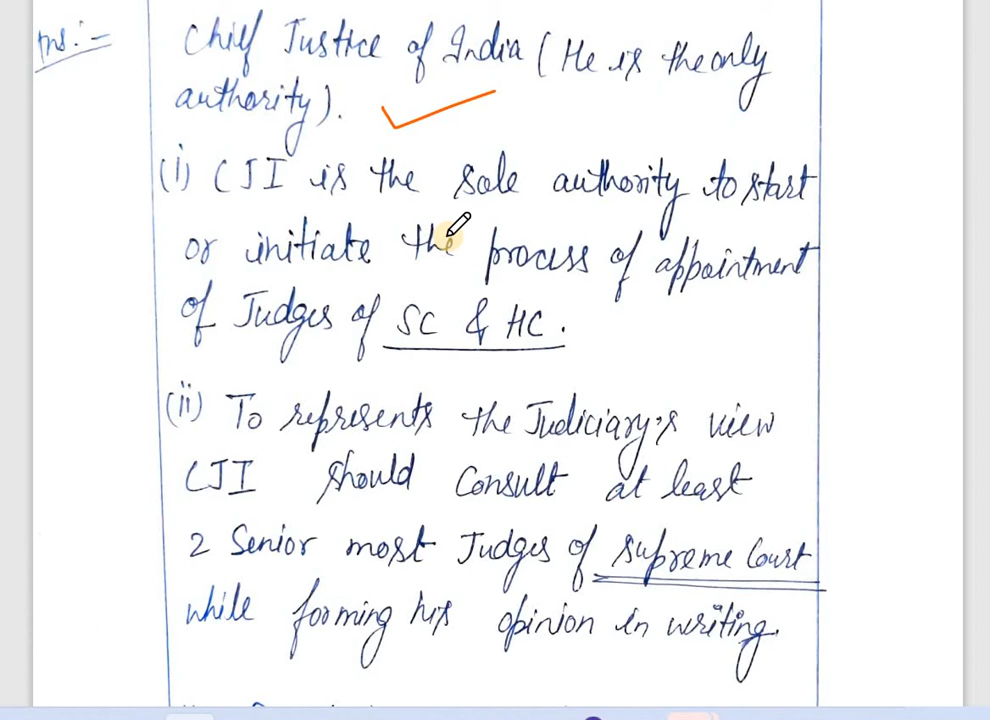 Ans:-
Chief Justice of India (He is the only
authority).
(i) CJI is the sole authority to start
or initiate the process of appointment
of Judges of SC & HC.
(ii) To represents the Judiciary's view
CJI should Consult at least
2 Senior most Judges of Supreme Court
while forming his opinion in writing.